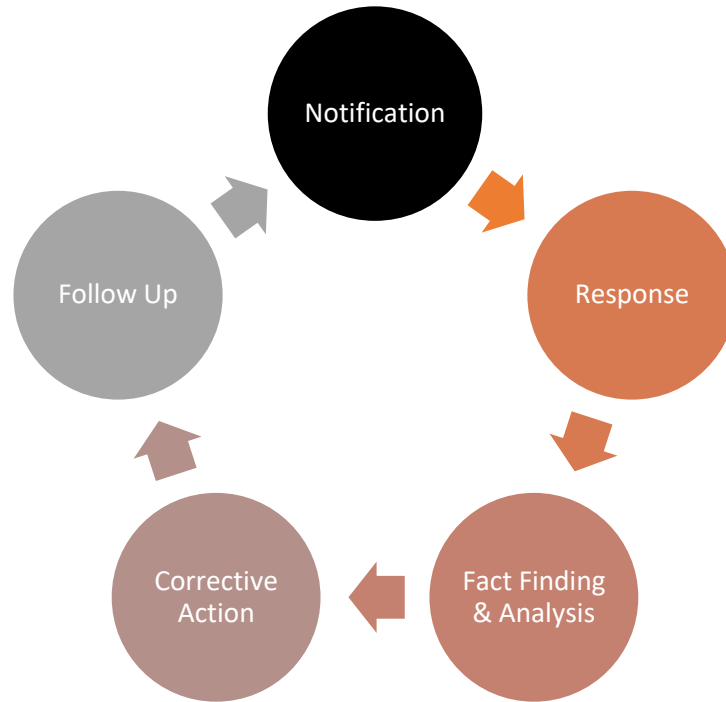 Notification
Response
Fact Finding
& Analysis
Corrective
Action
Follow Up